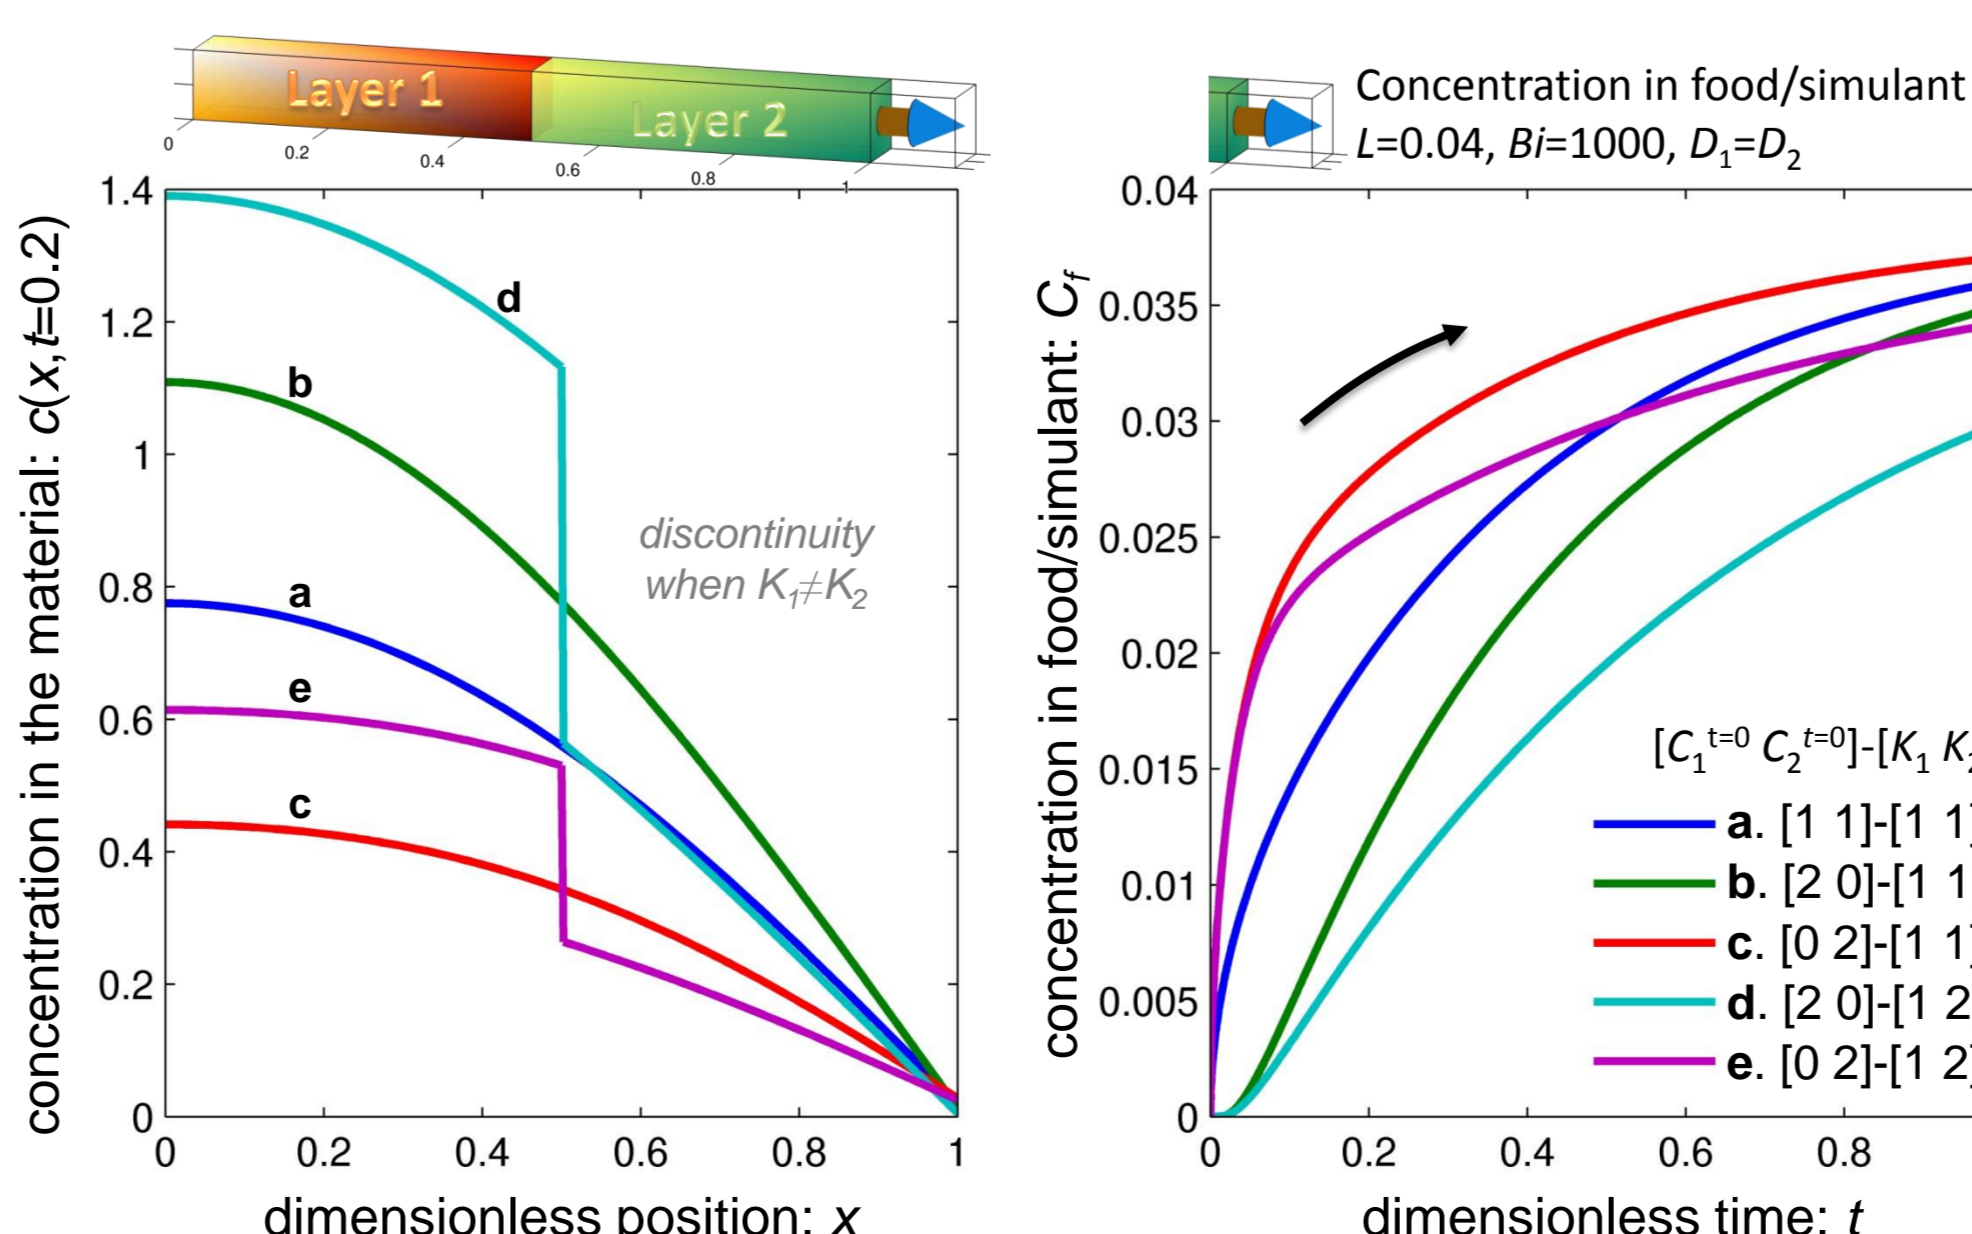 Layer 1
Layer 2
0
0.2
0.4
0.6
0.8
1
1.4
1.2
1
0.8
0.6
0.4
0.2
0
concentration in the material: c(x,t=0.2)
d
b
a
e
c
discontinuity
when K₁≠K₂
0 0.2 0.4 0.6 0.8 1
dimensionless position: x
Concentration in food/simulant
L=0.04, Bi=1000, D₁=D₂
0.04
0.035
0.03
0.025
0.02
0.015
0.01
0.005
0
concentration in food/simulant: C_f
[C₁ᵗ⁼⁰ C₂ᵗ⁼⁰]-[K₁ K₂
a. [1 1]-[1 1]
b. [2 0]-[1 1
c. [0 2]-[1 1]
d. [2 0]-[1 2
e. [0 2]-[1 2]
0 0.2 0.4 0.6 0.8
dimensionless time: t